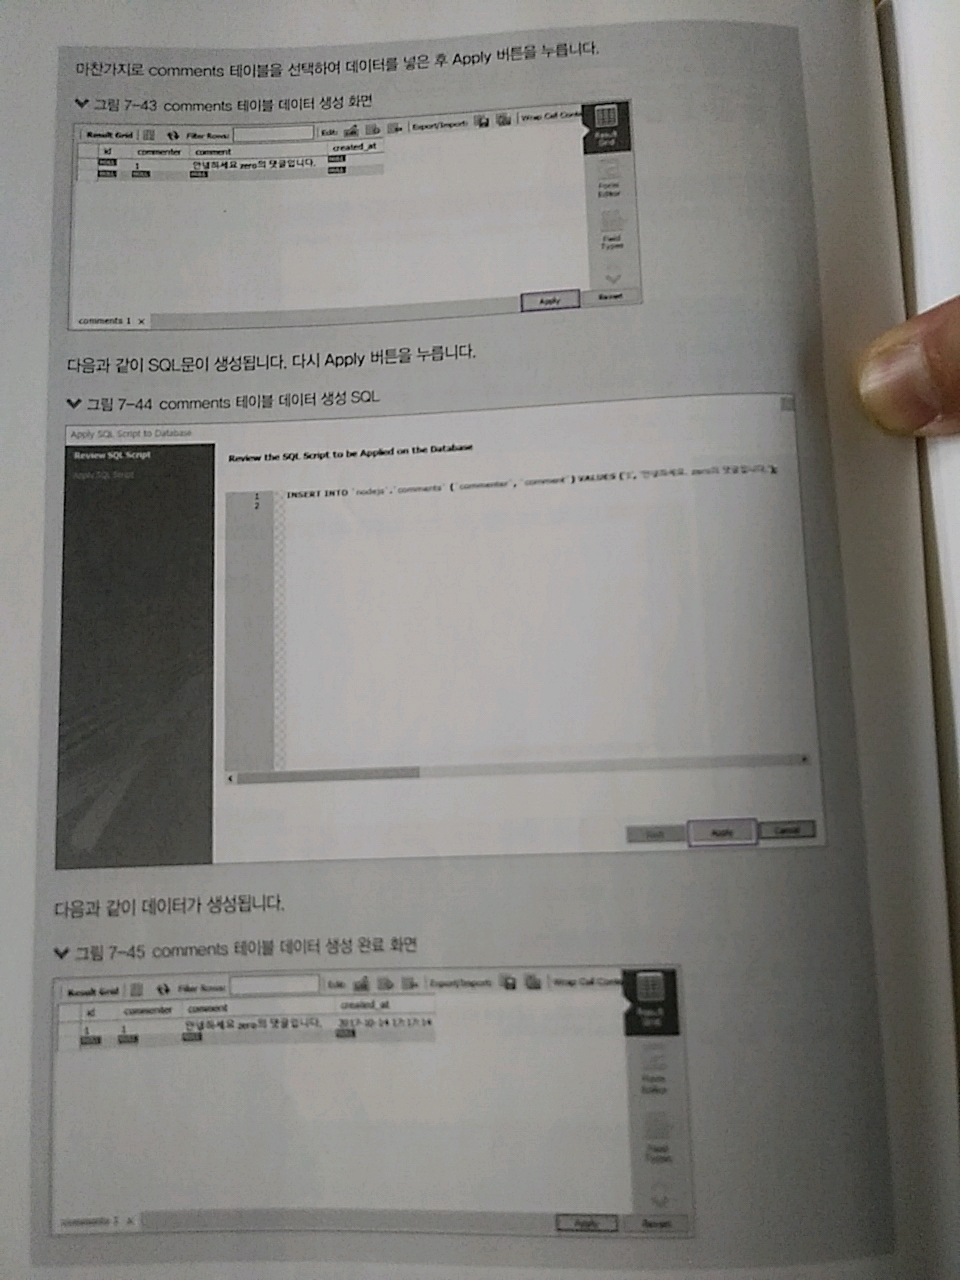 마찬가지로 comments 테이블을 선택하여 데이터를 넣은 후 Apply 버튼을 누릅니다.
그림 7-43 comments 테이블 데이터 생성 화면
Result Grid Filter Rows: Edit: Export/Import: Wrap Cell Conte
id commenter comment created_at
NULL 1 안녕하세요 zero의 댓글입니다. NULL
NULL NULL NULL NULL
Result Grid
Form Editor
Field Types
Apply Revert
comments 1 x
다음과 같이 SQL문이 생성됩니다. 다시 Apply 버튼을 누릅니다.
그림 7-44 comments 테이블 데이터 생성 SQL
Apply SQL Script to Database
Review SQL Script
Apply SQL Script
Review the SQL Script to be Applied on the Database
1 INSERT INTO `nodejs`.`comments` (`commenter`, `comment`) VALUES ('1', '안녕하세요. zero의 댓글입니다.');
2
Back Apply Cancel
다음과 같이 데이터가 생성됩니다.
그림 7-45 comments 테이블 데이터 생성 완료 화면
Result Grid Filter Rows: Edit: Export/Import: Wrap Cell Conte
id commenter comment created_at
1 1 안녕하세요 zero의 댓글입니다. 2017-10-14 17:17:14
NULL NULL NULL NULL
Result Grid
Form Editor
Field Types
comments x
Apply Revert